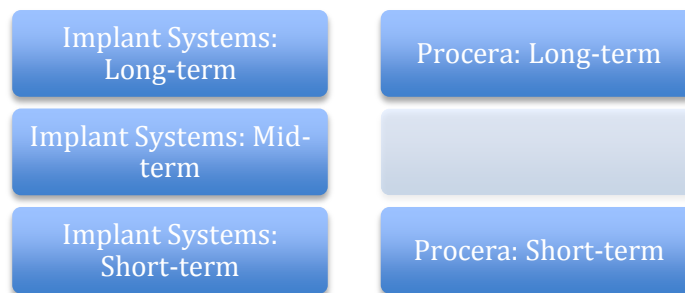 Implant Systems:
Long-term
Procera: Long-term
Implant Systems: Mid-
term
Implant Systems:
Short-term
Procera: Short-term